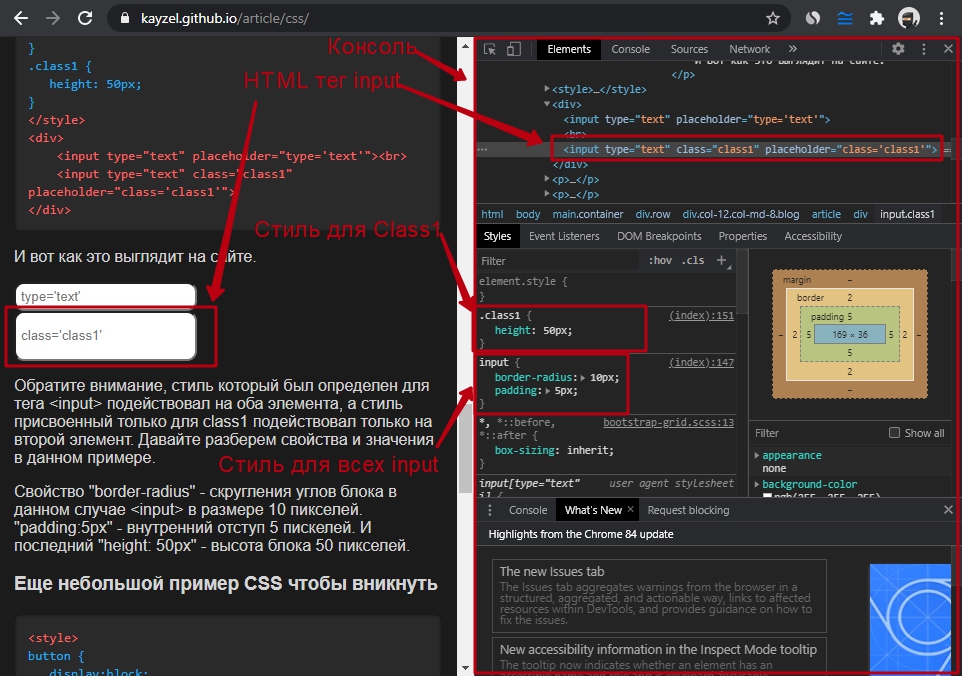 kayzel.github.io/article/css/
}
.class1 {
height: 50px;
}
</style>
<div>
<input type="text" placeholder="type='text'"><br>
<input type="text" class="class1"
placeholder="class='class1'">
</div>
И вот как это выглядит на сайте.
type='text'
class='class1'
Обратите внимание, стиль который был определен для
тега <input> подействовал на оба элемента, а стиль
присвоенный только для class1 подействовал только на
второй элемент. Давайте разберем свойства и значения
в данном примере.
Свойство "border-radius" - скругления углов блока в
данном случае <input> в размере 10 пикселей.
"padding:5px" - внутренний отступ 5 пискелей. И
последний "height: 50px" - высота блока 50 пикселей.
Еще небольшой пример CSS чтобы вникнуть
<style>
button {
display:block;
Консоль
HTML тег input
Стиль для Class1
Стиль для всех input
Elements Console Sources Network »
И вот как это выглядит на сайте.
</p>
<style>…</style>
<div>
<input type="text" placeholder="type='text'">
<br>
<input type="text" class="class1" placeholder="class='class1'"> ==
</div>
<p>…</p>
<p>…</p>
html body main.container div.row div.col-12.col-md-8.blog article div input.class1
Styles Event Listeners DOM Breakpoints Properties Accessibility
Filter :hov .cls +
element.style {
}
.class1 { (index):151
height: 50px;
}
input { (index):147
border-radius: 10px;
padding: 5px;
}
*, *::before, bootstrap-grid.scss:13
*::after {
box-sizing: inherit;
}
input[type="text" user agent stylesheet
i] {
margin –
border 2
padding 5
– 2 5 169 × 36 5 2 –
5
2
–
Filter Show all
appearance
none
background-color
rgb(255, 255, 255)
Console What's New × Request blocking
Highlights from the Chrome 84 update
The new Issues tab
The Issues tab aggregates warnings from the browser in a
structured, aggregated, and actionable way, links to affected
resources within DevTools, and provides guidance on how to
fix the issues.
New accessibility information in the Inspect Mode tooltip
The tooltip now indicates whether an element has an